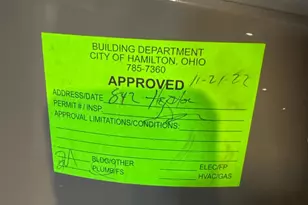 BUILDING DEPARTMENT
CITY OF HAMILTON, OHIO
785-7360
APPROVED 11-21-22
ADDRESS/DATE 842
PERMIT # / INSP.
APPROVAL LIMITATIONS/CONDITIONS:
BLDG/OTHER ELEC/FP
PLUMB/FS HVAC/GAS